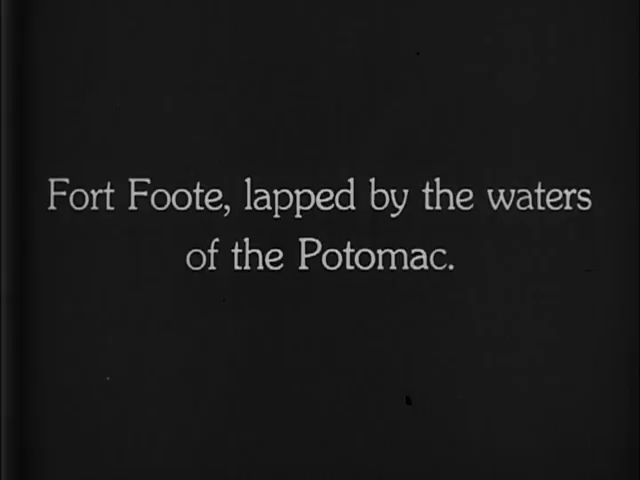 Fort Foote, lapped by the waters
of the Potomac.